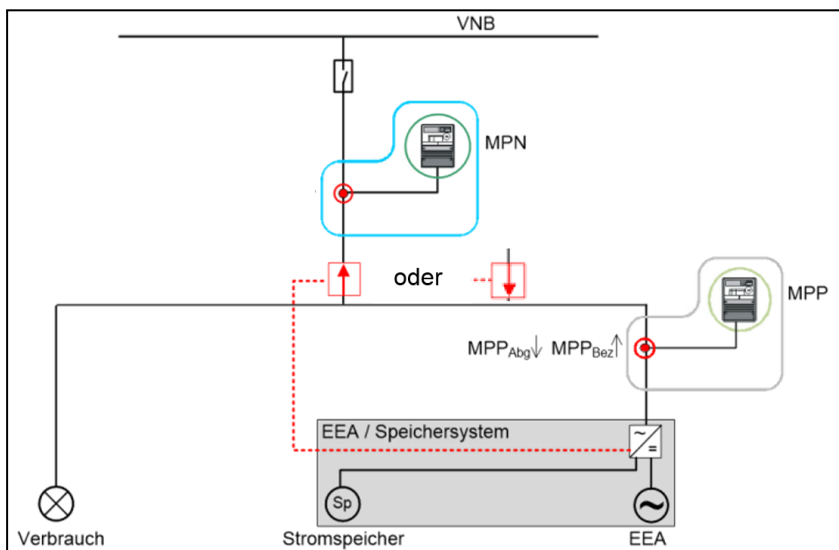 VNB
MPN
oder
MPP
MPPAbg↓ MPPBez↑
EEA / Speichersystem
~
=
Sp
~
Verbrauch
Stromspeicher
EEA